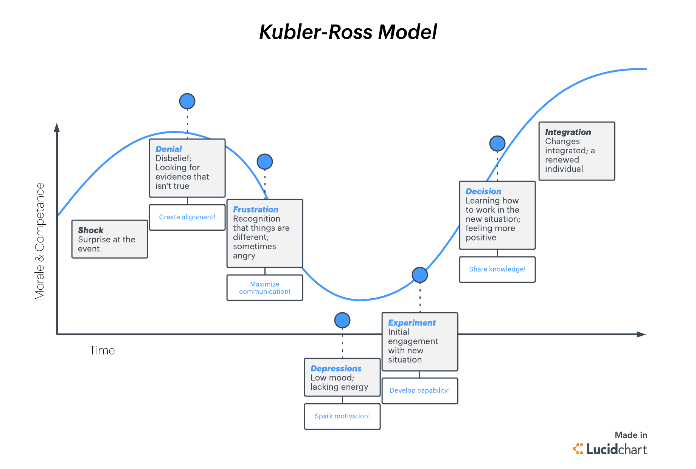 Kubler-Ross Model
Morale & Competance
Time
Shock
Surprise at the
event.
Denial
Disbelief;
Looking for
evidence that
isn't true
Create alignment!
Frustration
Recognition
that things are
different;
sometimes
angry
Maximize
communication!
Depressions
Low mood;
lacking energy
Spark motivation!
Experiment
Initial
engagement
with new
situation
Develop capability!
Decision
Learning how
to work in the
new situation;
feeling more
positive
Share knowledge!
Integration
Changes
integrated; a
renewed
individual
Made in
Lucidchart